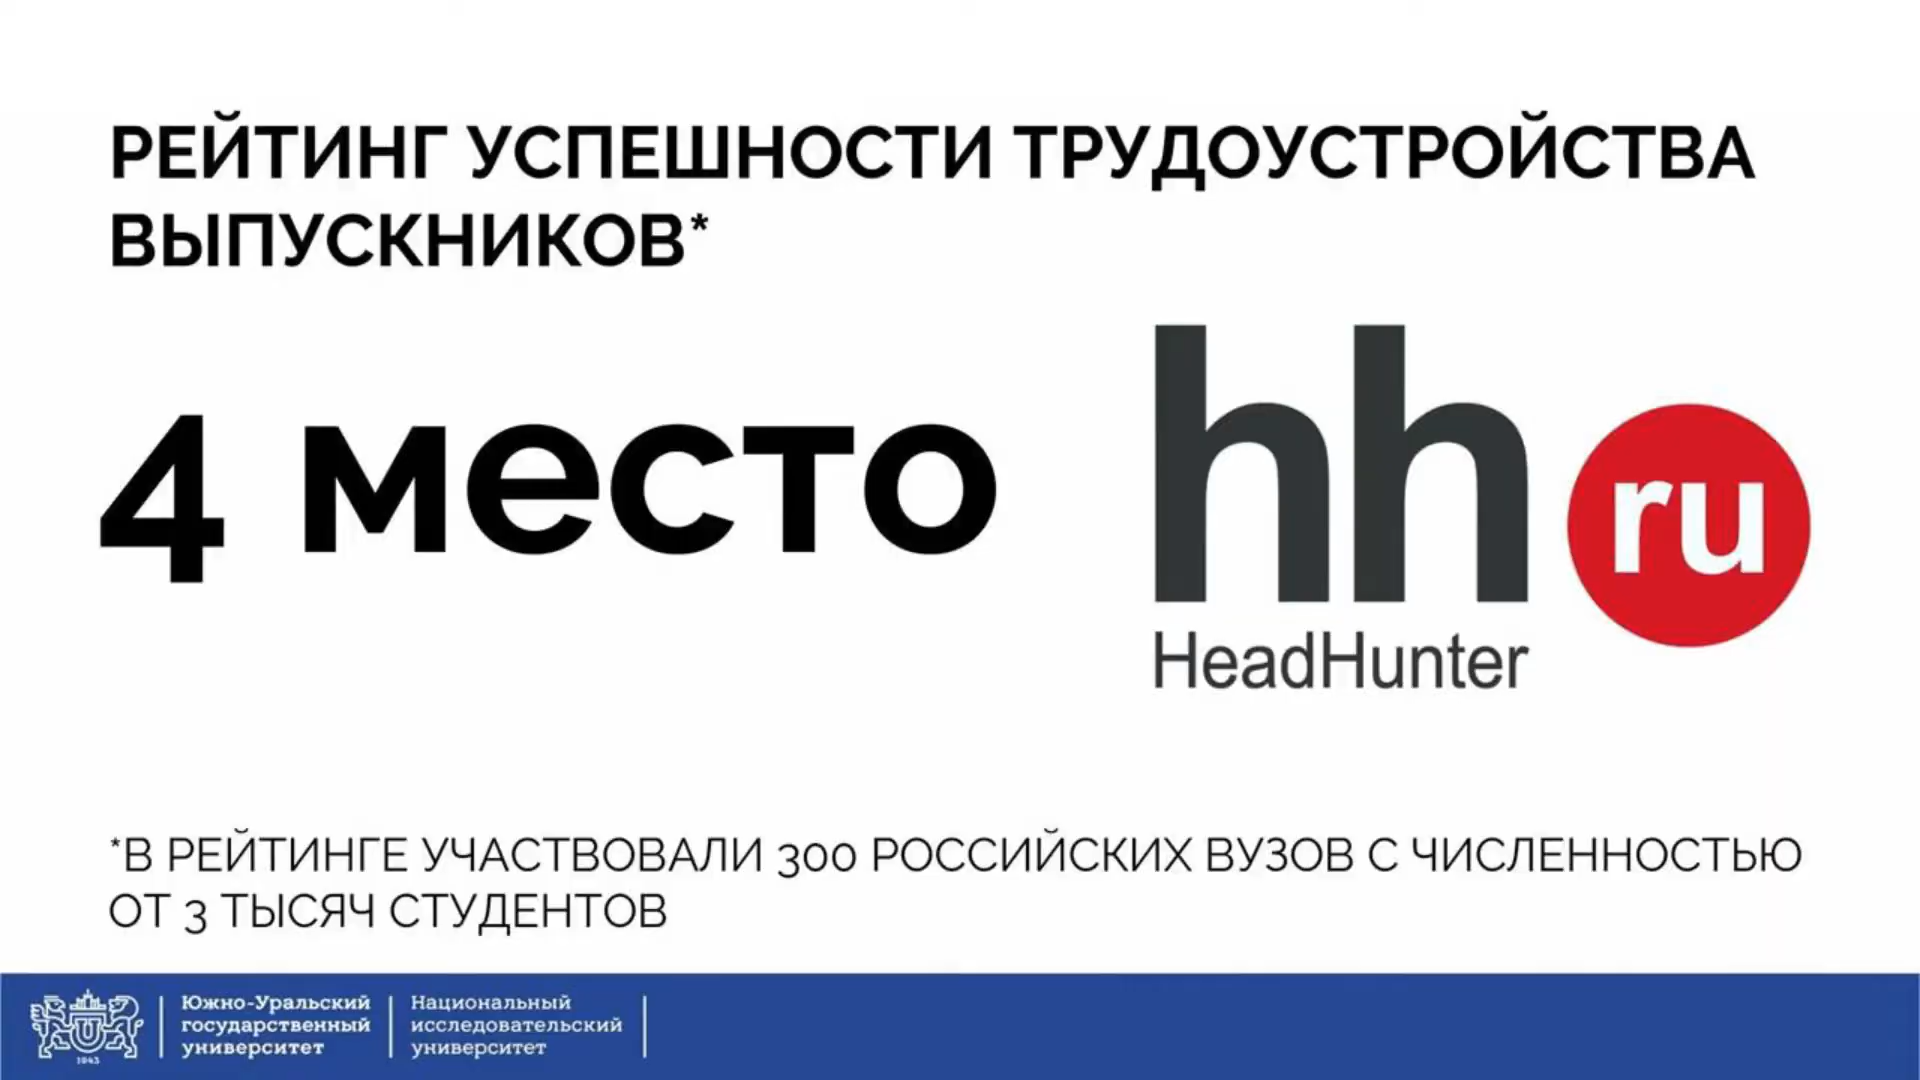 РЕЙТИНГ УСПЕШНОСТИ ТРУДОУСТРОЙСТВА
ВЫПУСКНИКОВ*
4 место
hh ru
HeadHunter
*В РЕЙТИНГЕ УЧАСТВОВАЛИ 300 РОССИЙСКИХ ВУЗОВ С ЧИСЛЕННОСТЬЮ
ОТ 3 ТЫСЯЧ СТУДЕНТОВ
Южно-Уральский
государственный
университет
Национальный
исследовательский
университет
1943